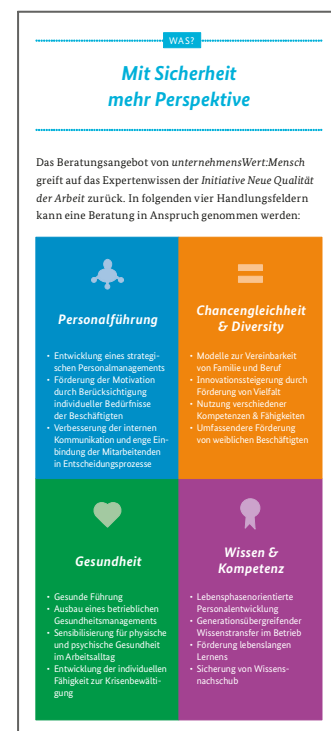 WAS?
Mit Sicherheit
mehr Perspektive
Das Beratungsangebot von unternehmensWert:Mensch
greift auf das Expertenwissen der Initiative Neue Qualität
der Arbeit zurück. In folgenden vier Handlungsfeldern
kann eine Beratung in Anspruch genommen werden:
Personalführung
• Entwicklung eines strategi-
schen Personalmanagements
• Förderung der Motivation
durch Berücksichtigung
individueller Bedürfnisse
der Beschäftigten
• Verbesserung der internen
Kommunikation und enge Ein-
bindung der Mitarbeitenden
in Entscheidungsprozesse
Chancengleichheit
& Diversity
• Modelle zur Vereinbarkeit
von Familie und Beruf
• Innovationssteigerung durch
Förderung von Vielfalt
• Nutzung verschiedener
Kompetenzen & Fähigkeiten
• Umfassendere Förderung
von weiblichen Beschäftigten
Gesundheit
• Gesunde Führung
• Ausbau eines betrieblichen
Gesundheitsmanagements
• Sensibilisierung für physische
und psychische Gesundheit
im Arbeitsalltag
• Entwicklung der individuellen
Fähigkeit zur Krisenbewälti-
gung
Wissen &
Kompetenz
• Lebensphasenorientierte
Personalentwicklung
• Generationsübergreifender
Wissenstransfer im Betrieb
• Förderung lebenslangen
Lernens
• Sicherung von Wissens-
nachschub